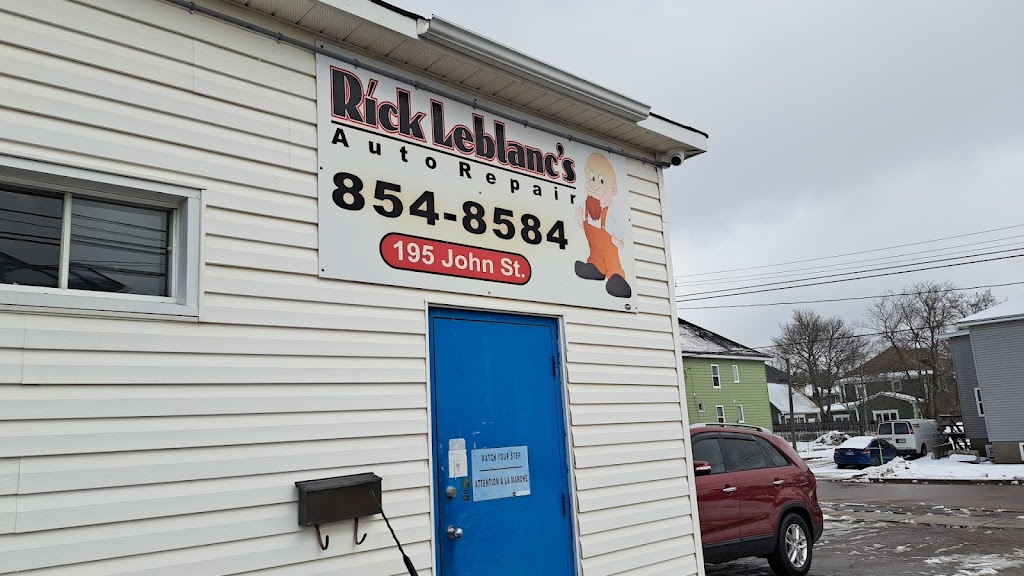 Rick Leblanc's
Auto Repair
854-8584
195 John St.
WATCH YOUR STEP
ATTENTION À LA MARCHE